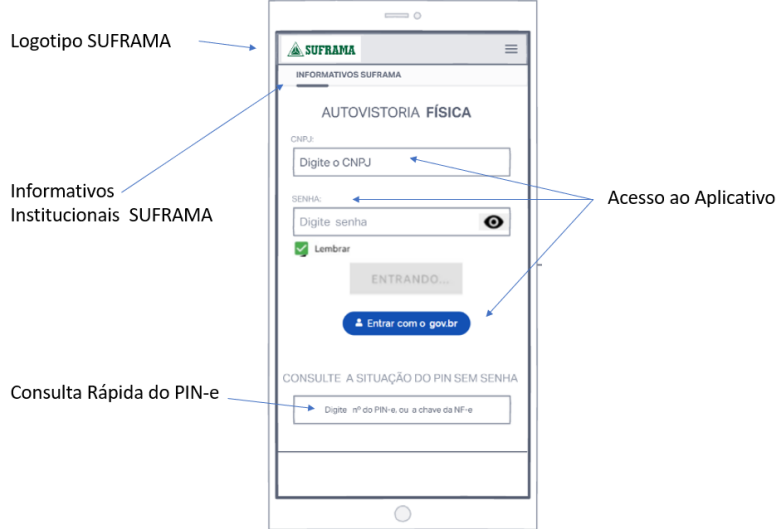 Logotipo SUFRAMA
SUFRAMA
INFORMATIVOS SUFRAMA
AUTOVISTORIA FÍSICA
CNPJ:
Digite o CNPJ
Informativos
Institucionais SUFRAMA
Acesso ao Aplicativo
SENHA:
Digite senha
Lembrar
ENTRANDO...
Entrar com o gov.br
CONSULTE A SITUAÇÃO DO PIN SEM SENHA
Consulta Rápida do PIN-e
Digite nº do PIN-e, ou a chave da NF-e